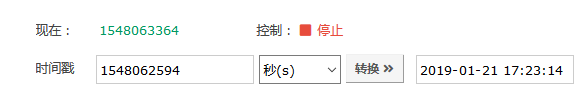 现在： 1548063364 控制： 停止
时间戳 1548062594 秒(s) 转换 » 2019-01-21 17:23:14